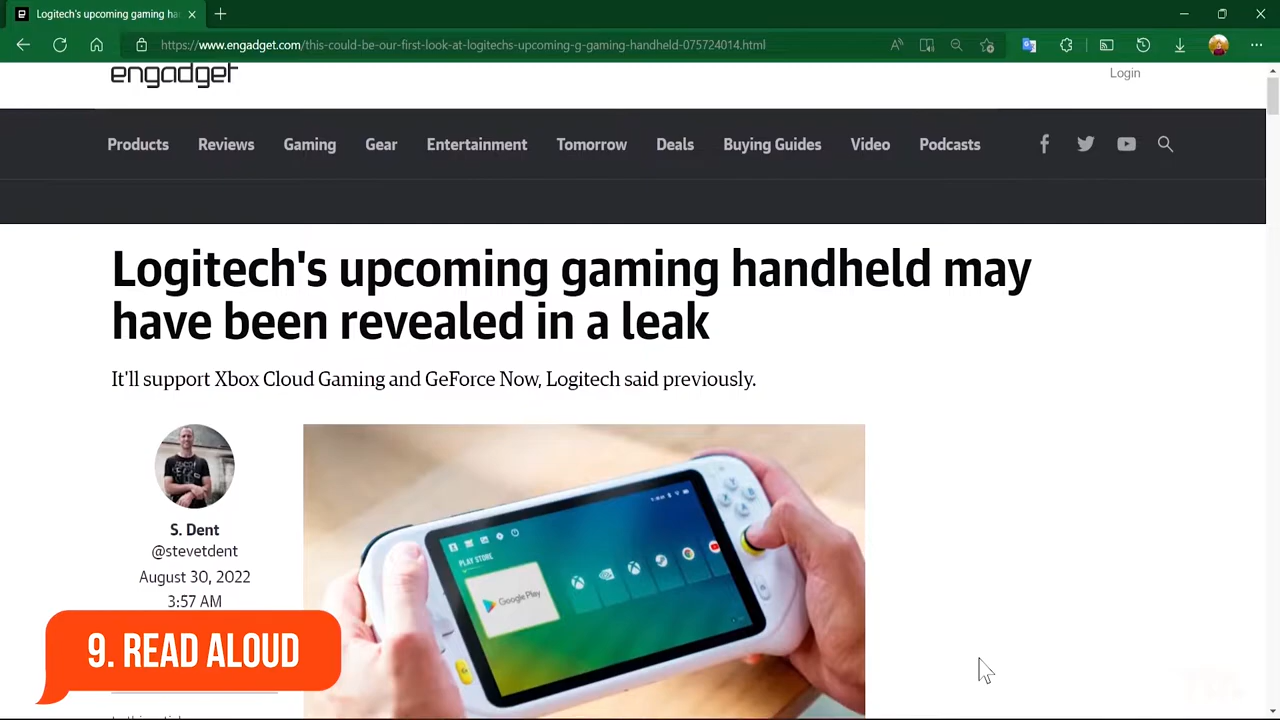 Logitech's upcoming gaming ha
https://www.engadget.com/this-could-be-our-first-look-at-logitechs-upcoming-g-gaming-handheld-075724014.html
engadget
Login
Products Reviews Gaming Gear Entertainment Tomorrow Deals Buying Guides Video Podcasts
Logitech's upcoming gaming handheld may
have been revealed in a leak
It'll support Xbox Cloud Gaming and GeForce Now, Logitech said previously.
PLAY STORE
Google Play
S. Dent
@stevetdent
August 30, 2022
3:57 AM
9. READ ALOUD